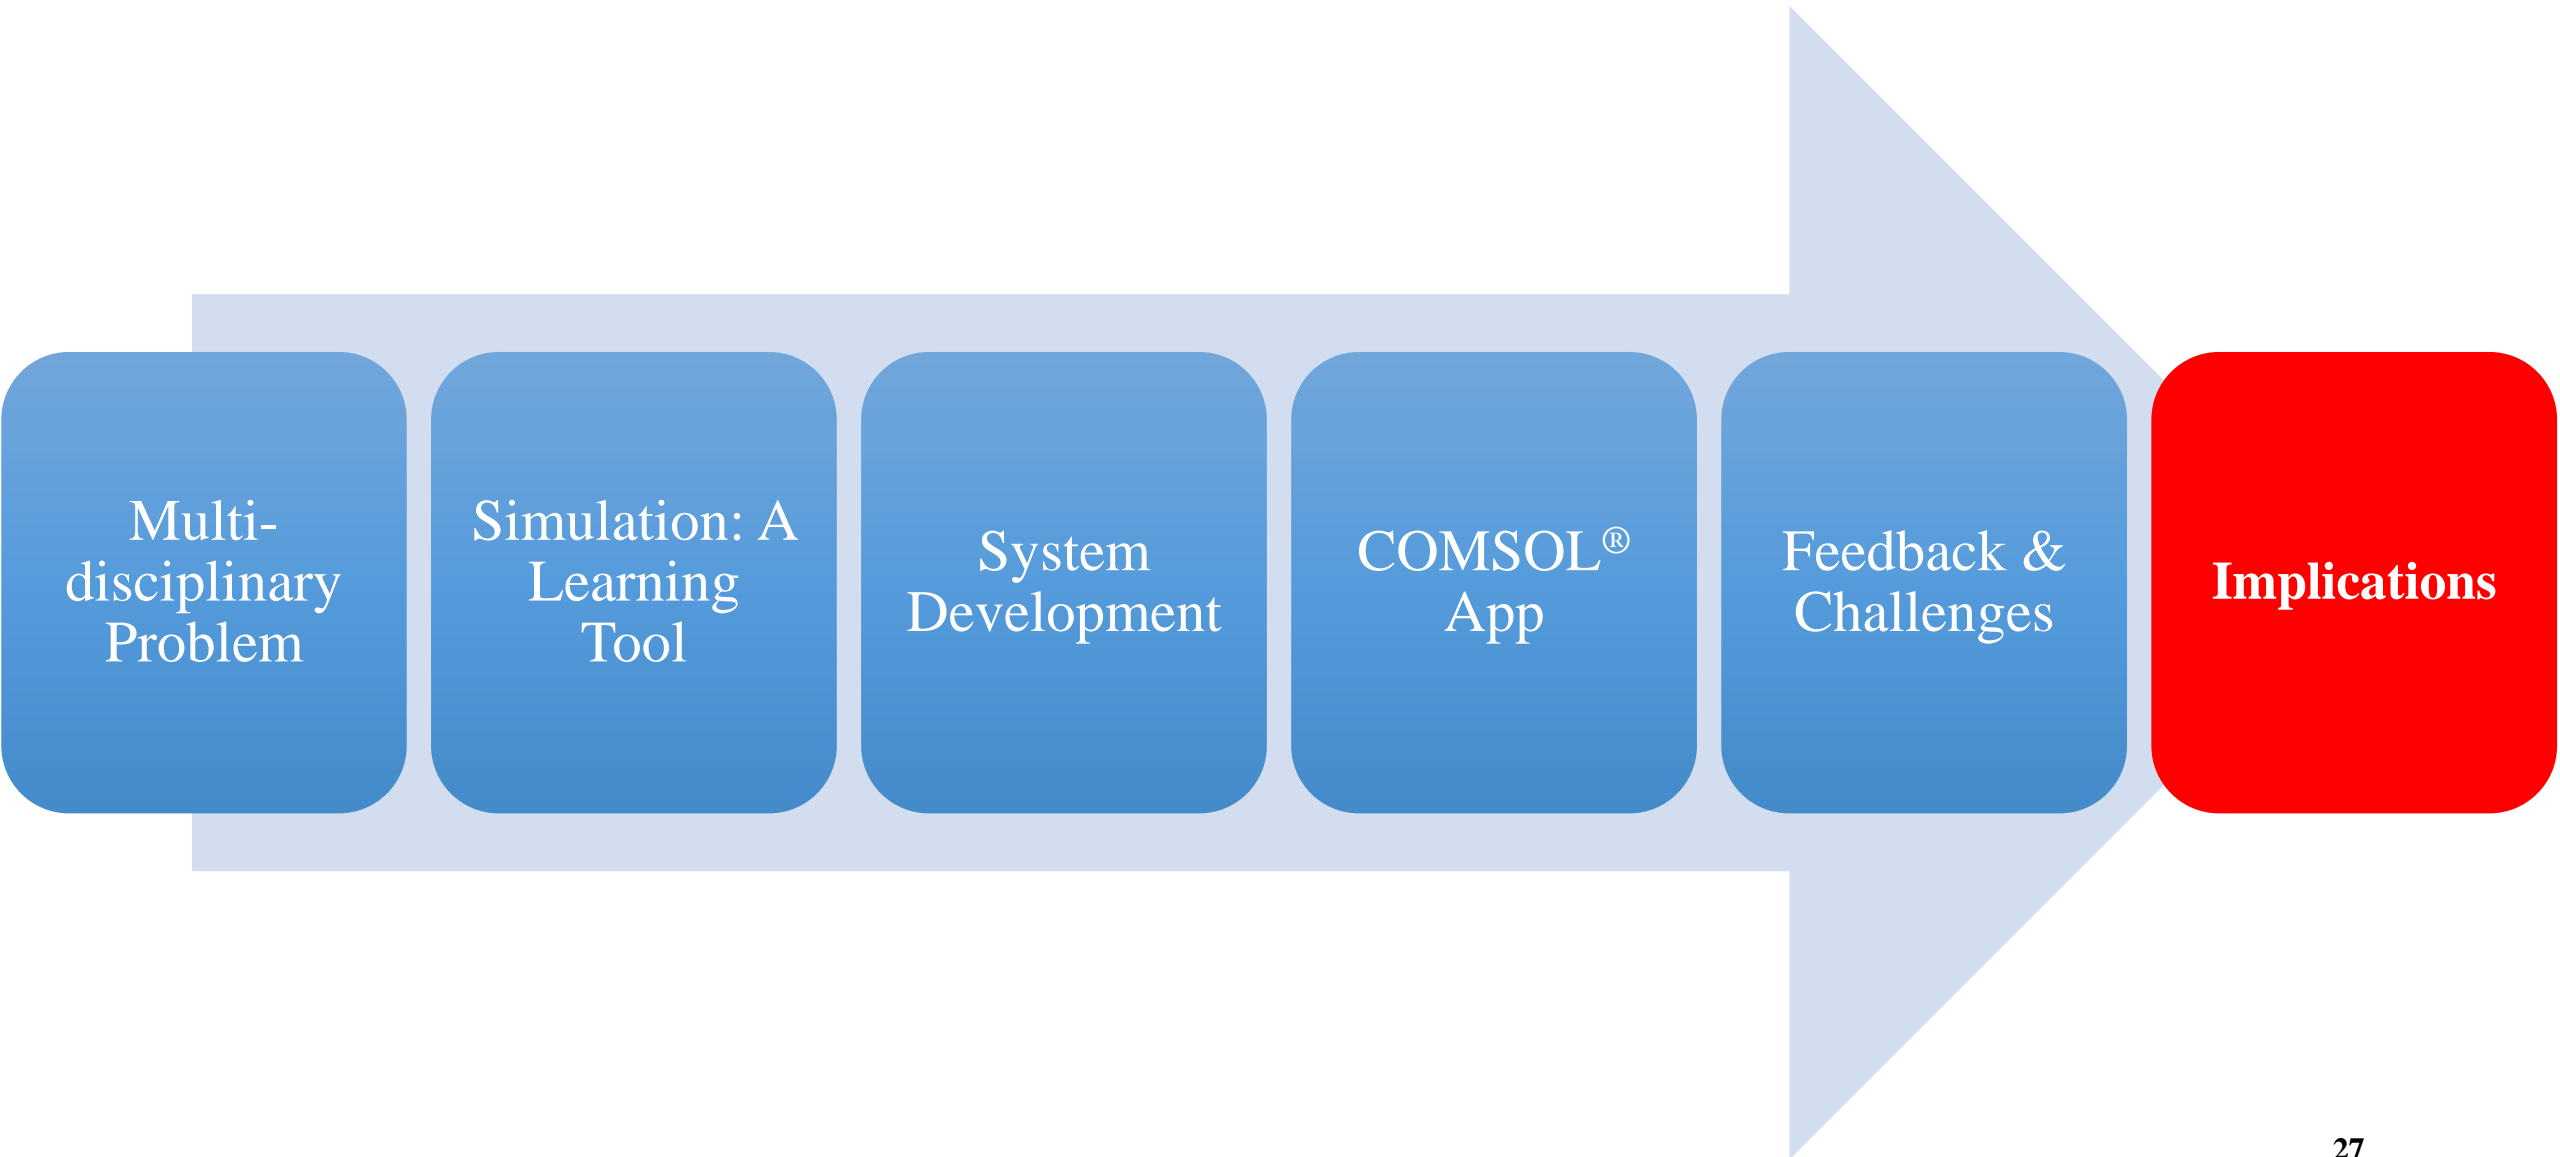 Multi-
disciplinary
Problem
Simulation: A
Learning
Tool
System
Development
COMSOL®
App
Feedback &
Challenges
Implications
27